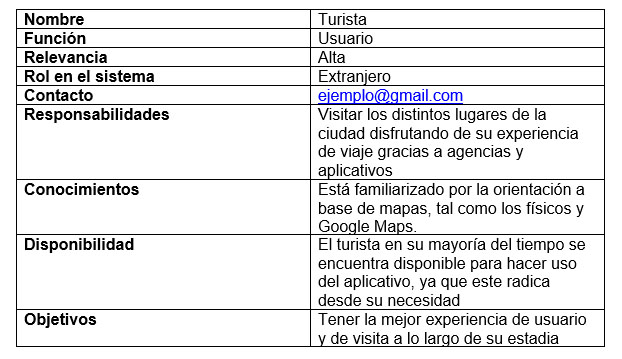 Nombre Turista
Función Usuario
Relevancia Alta
Rol en el sistema Extranjero
Contacto ejemplo@gmail.com
Responsabilidades Visitar los distintos lugares de la
ciudad disfrutando de su experiencia
de viaje gracias a agencias y
aplicativos
Conocimientos Está familiarizado por la orientación a
base de mapas, tal como los físicos y
Google Maps.
Disponibilidad El turista en su mayoría del tiempo se
encuentra disponible para hacer uso
del aplicativo, ya que este radica
desde su necesidad
Objetivos Tener la mejor experiencia de usuario
y de visita a lo largo de su estadia